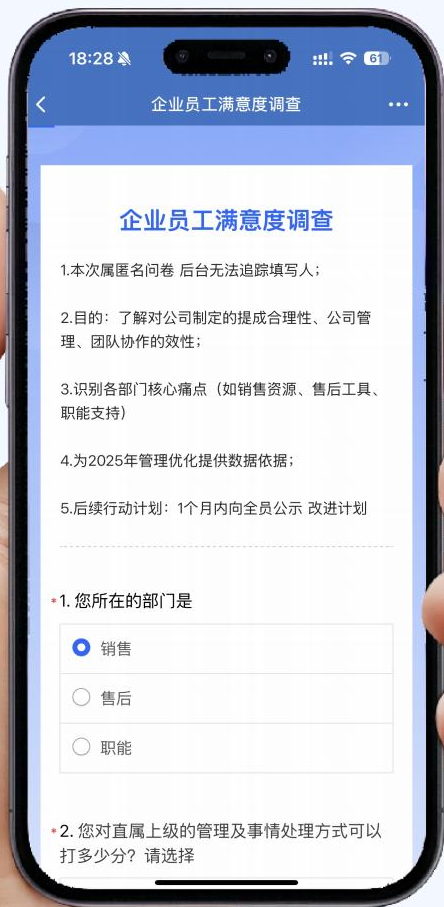 18:28
61
企业员工满意度调查
企业员工满意度调查
1.本次属匿名问卷 后台无法追踪填写人；
2.目的：了解对公司制定的提成合理性、公司管
理、团队协作的效性；
3.识别各部门核心痛点（如销售资源、售后工具、
职能支持）
4.为2025年管理优化提供数据依据；
5.后续行动计划：1个月内向全员公示 改进计划
*1. 您所在的部门是
销售
售后
职能
*2. 您对直属上级的管理及事情处理方式可以
打多少分？请选择